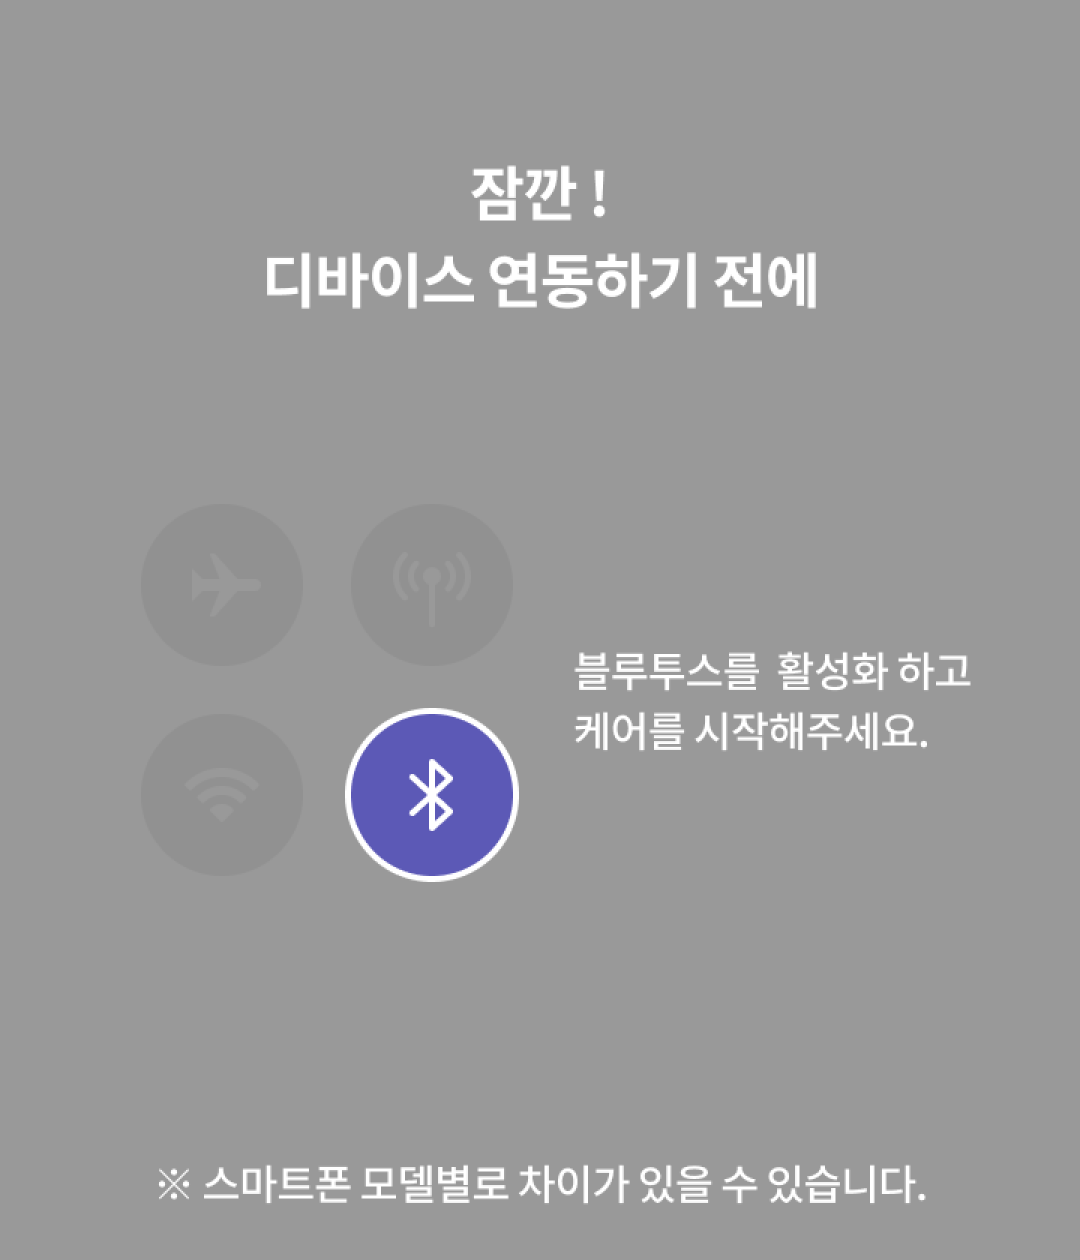 잠깐 !
디바이스 연동하기 전에
블루투스를 활성화 하고
케어를 시작해주세요.
※ 스마트폰 모델별로 차이가 있을 수 있습니다.